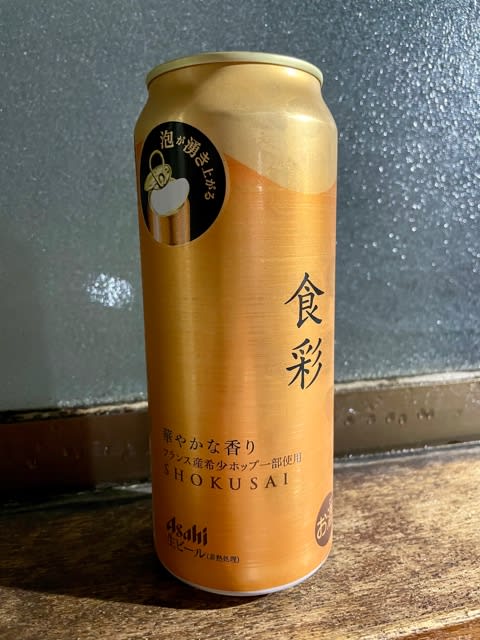 泡が湧き上がる
食彩
華やかな香り
フランス産希少ホップ一部使用
SHOKUSAI
Asahi
生ビール(非熱処理)
お酒